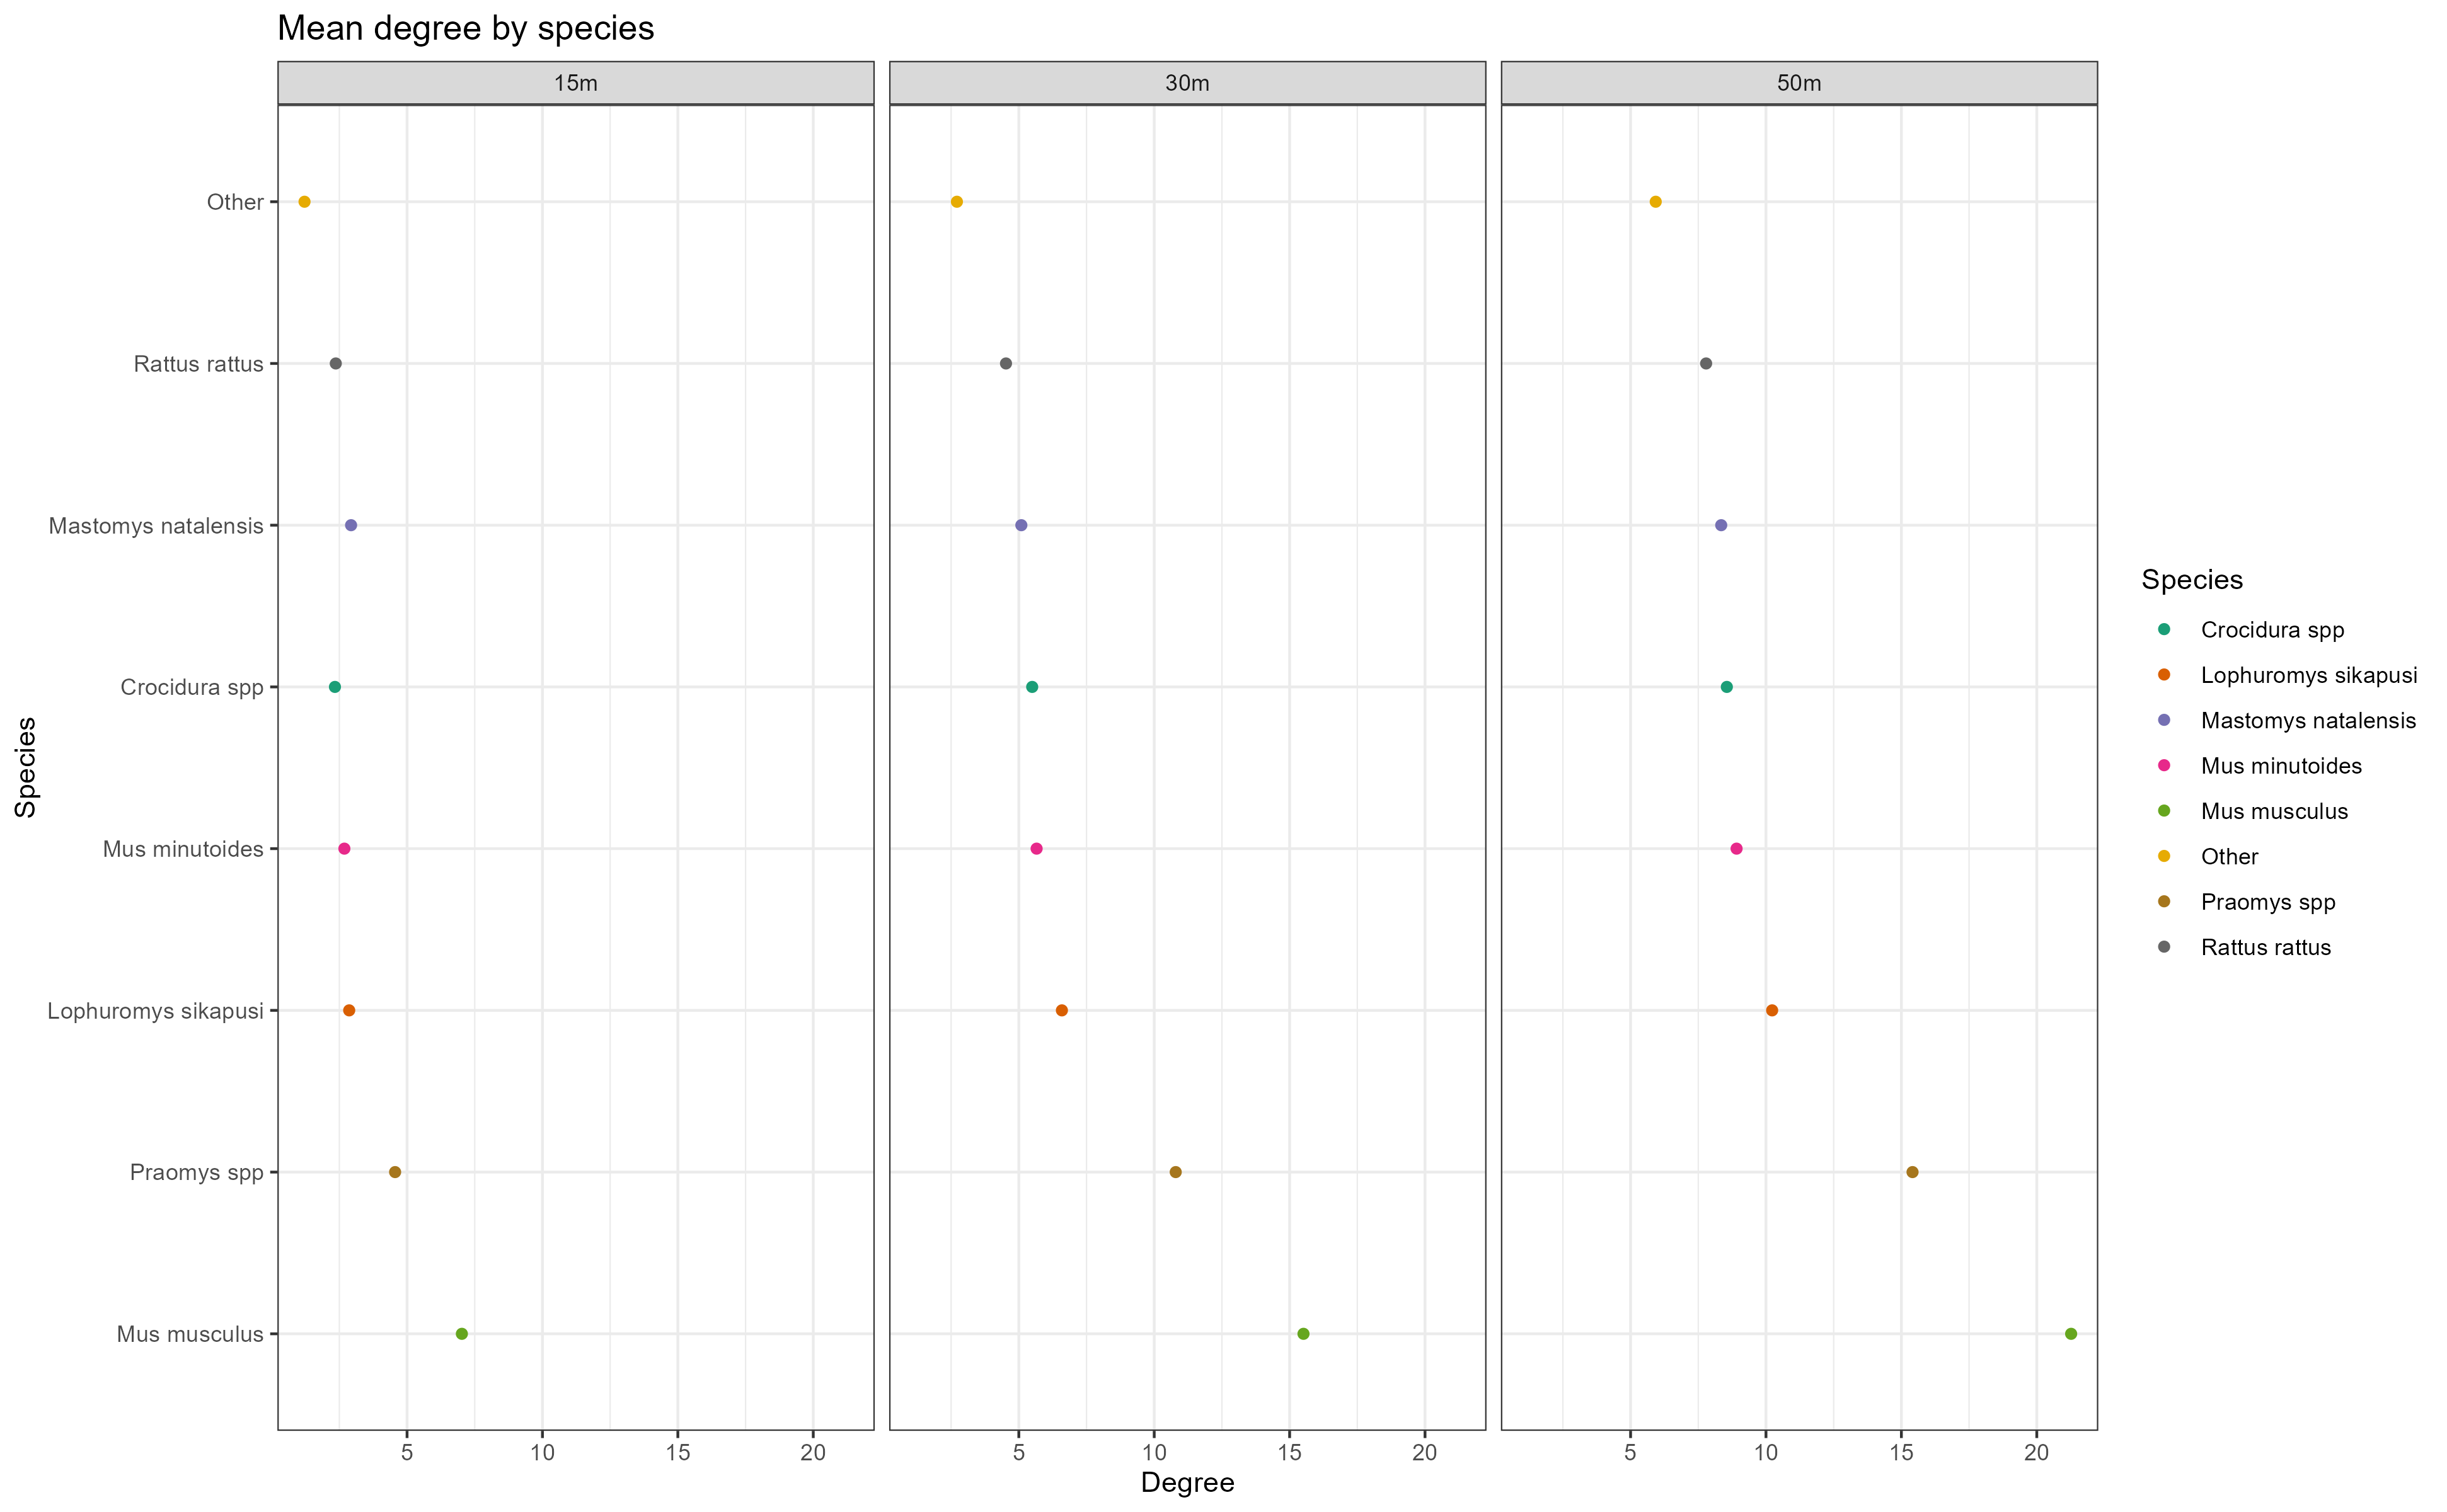 Mean degree by species
15m
30m
50m
Species
Other
Rattus rattus
Mastomys natalensis
Crocidura spp
Mus minutoides
Lophuromys sikapusi
Praomys spp
Mus musculus
5 10 15 20
5 10 15 20
5 10 15 20
Degree
Species
Crocidura spp
Lophuromys sikapusi
Mastomys natalensis
Mus minutoides
Mus musculus
Other
Praomys spp
Rattus rattus